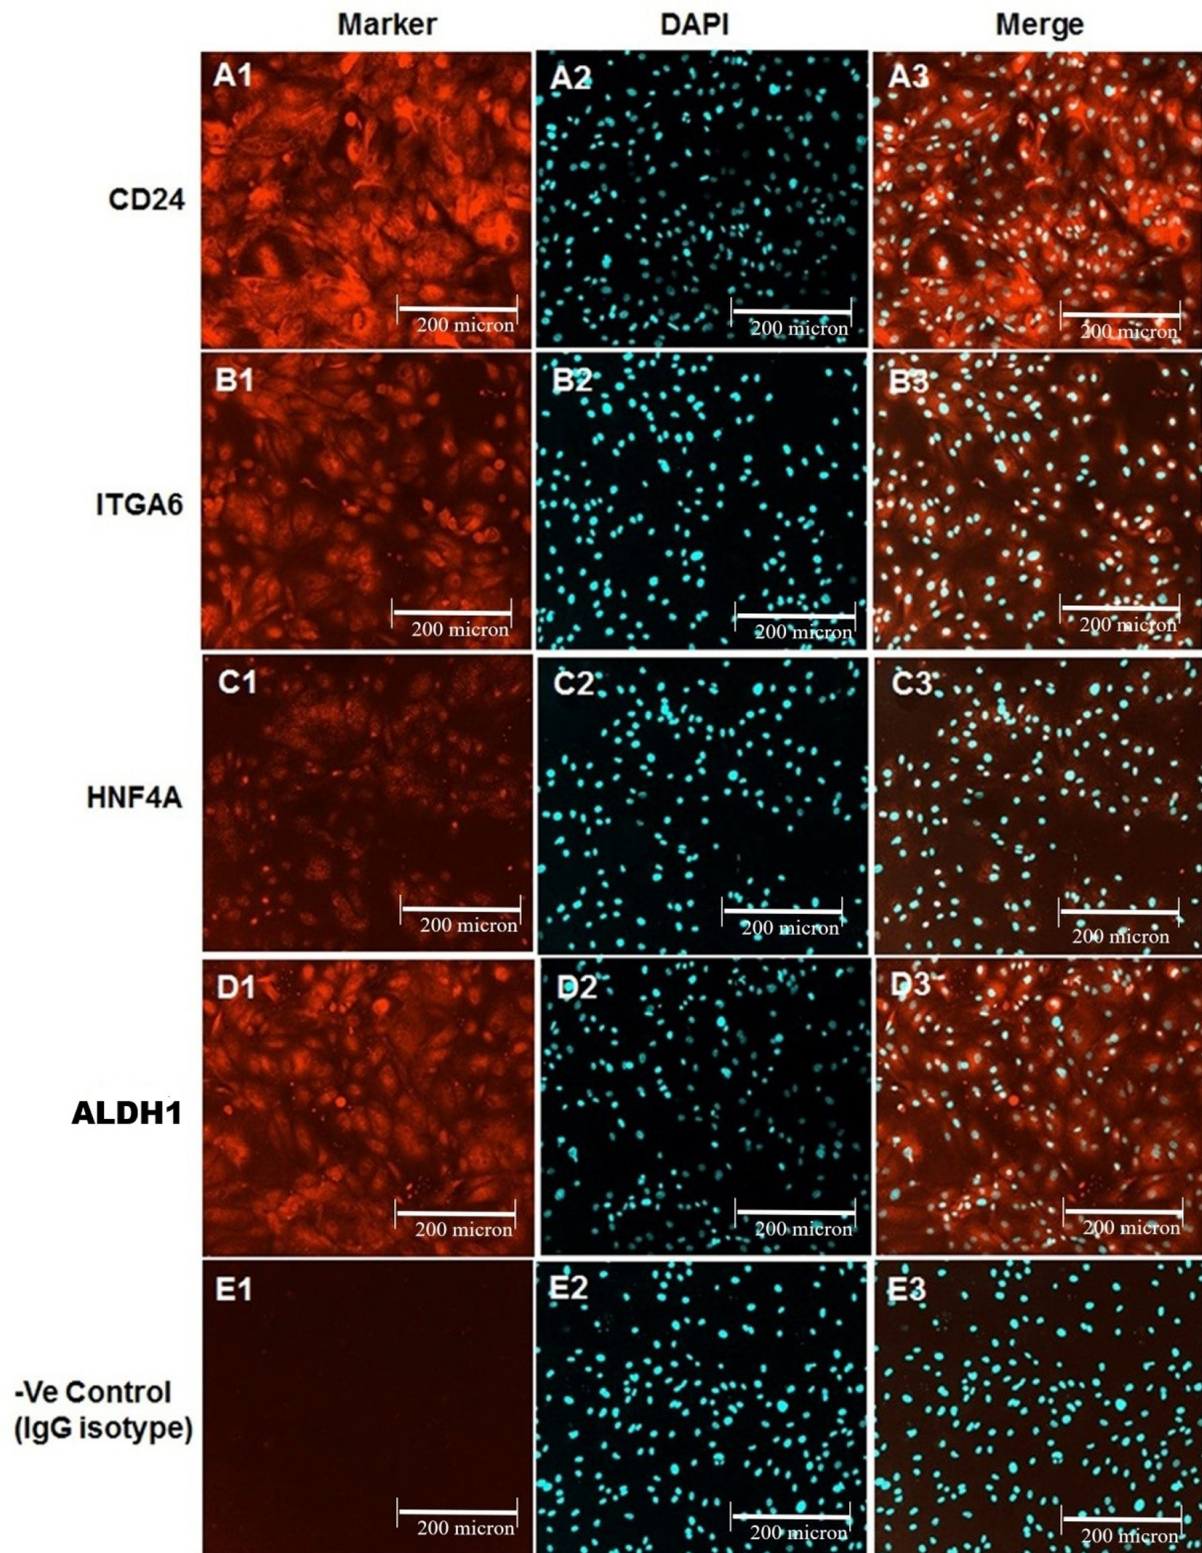 Marker DAPI Merge
CD24
A1 A2 A3
200 micron 200 micron 200 micron
ITGA6
B1 B2 B3
200 micron 200 micron 200 micron
HNF4A
C1 C2 C3
200 micron 200 micron 200 micron
ALDH1
D1 D2 D3
200 micron 200 micron 200 micron
-Ve Control
(IgG isotype)
E1 E2 E3
200 micron 200 micron 200 micron